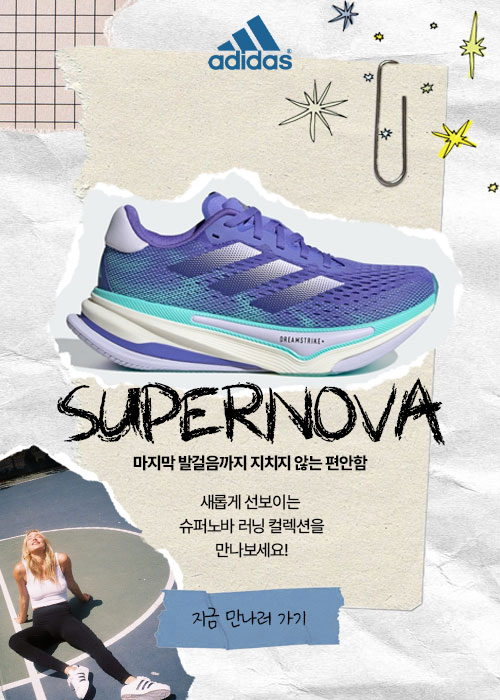 adidas
DREAMSTRIKE+
SUPERNOVA
마지막 발걸음까지 지치지 않는 편안함
새롭게 선보이는
슈퍼노바 러닝 컬렉션을
만나보세요!
지금 만나러 가기